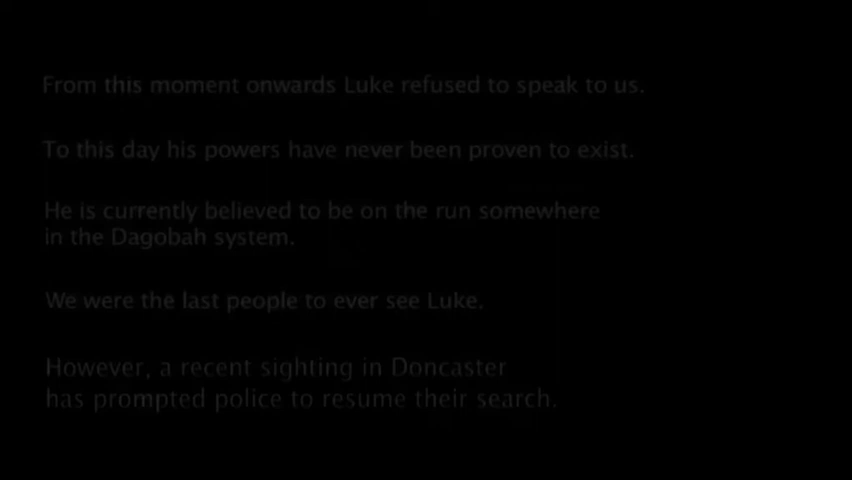 From this moment onwards Luke refused to speak to us.
To this day his powers have never been proven to exist.
He is currently believed to be on the run somewhere
in the Dagobah system.
We were the last people to ever see Luke.
However, a recent sighting in Doncaster
has prompted police to resume their search.